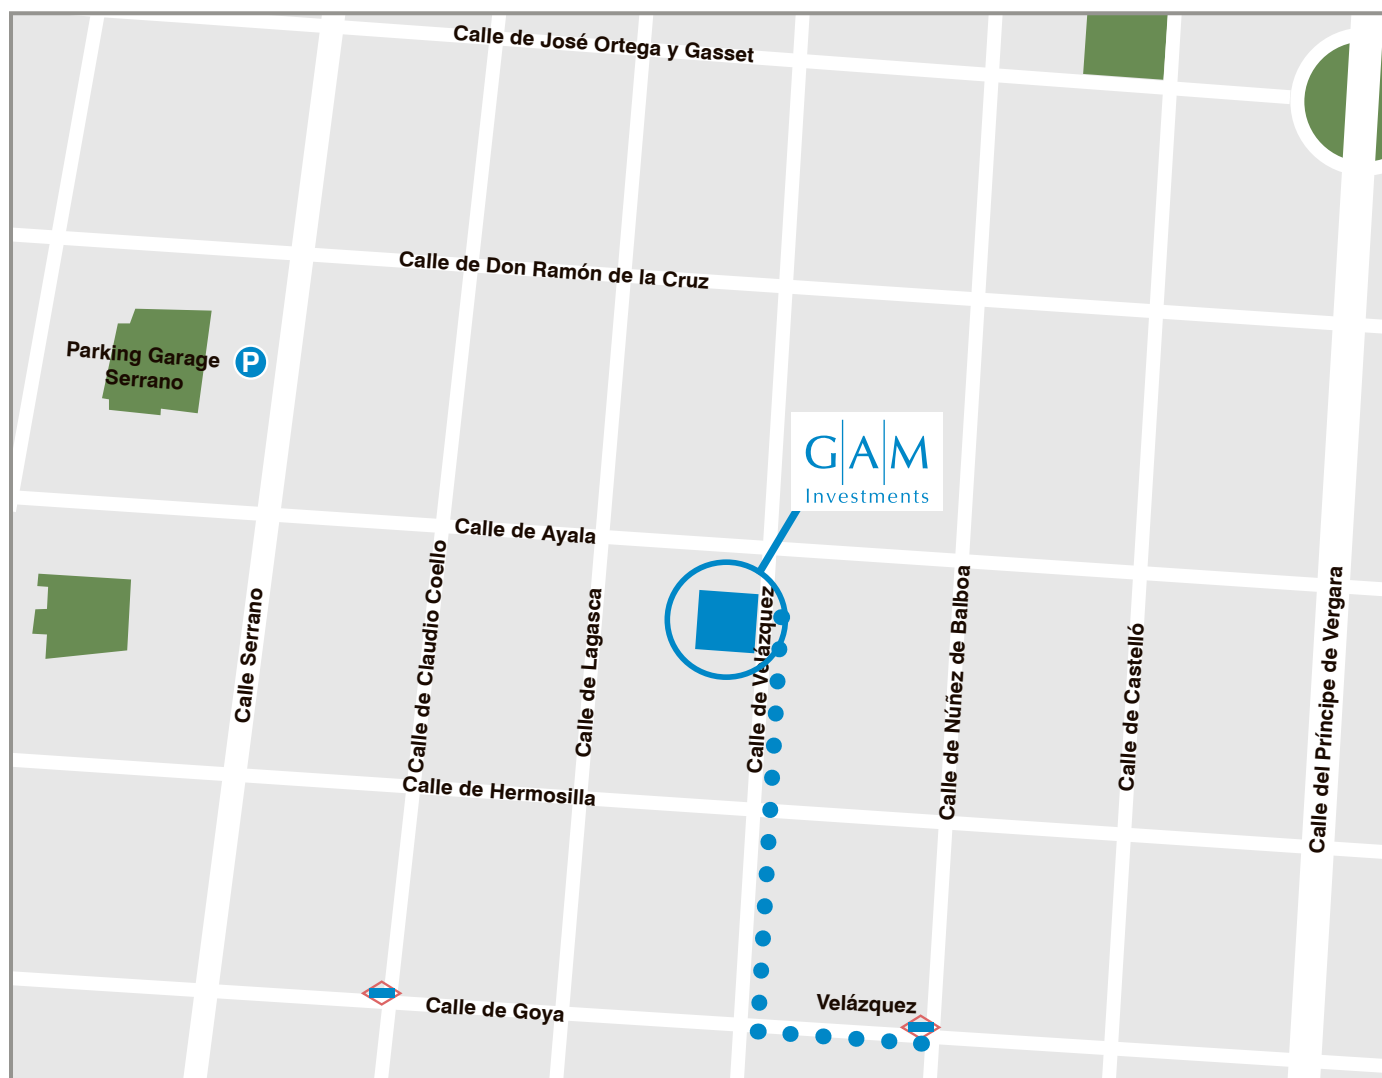 Calle de José Ortega y Gasset
Calle de Don Ramón de la Cruz
Parking Garage
Serrano
P
G|A|M
Investments
Calle de Ayala
Calle Serrano
Calle de Claudio Coello
Calle de Lagasca
Calle de Velázquez
Calle de Núñez de Balboa
Calle de Castelló
Calle del Príncipe de Vergara
Calle de Hermosilla
Calle de Goya
Velázquez